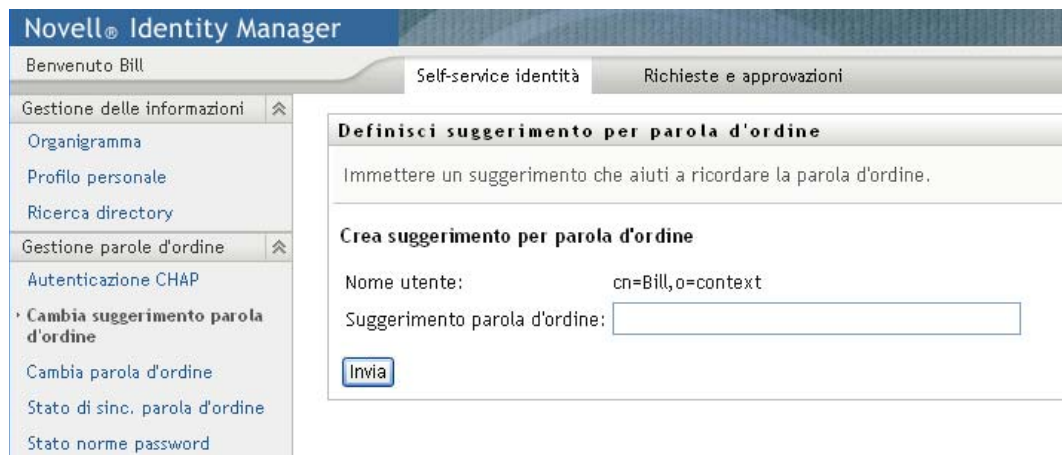 Novell® Identity Manager
Benvenuto Bill
Self-service identità
Richieste e approvazioni
Gestione delle informazioni
Organigramma
Profilo personale
Ricerca directory
Gestione parole d'ordine
Autenticazione CHAP
Cambia suggerimento parola
d'ordine
Cambia parola d'ordine
Stato di sinc. parola d'ordine
Stato norme password
Definisci suggerimento per parola d'ordine
Immettere un suggerimento che aiuti a ricordare la parola d'ordine.
Crea suggerimento per parola d'ordine
Nome utente: cn=Bill,o=context
Suggerimento parola d'ordine:
Invia